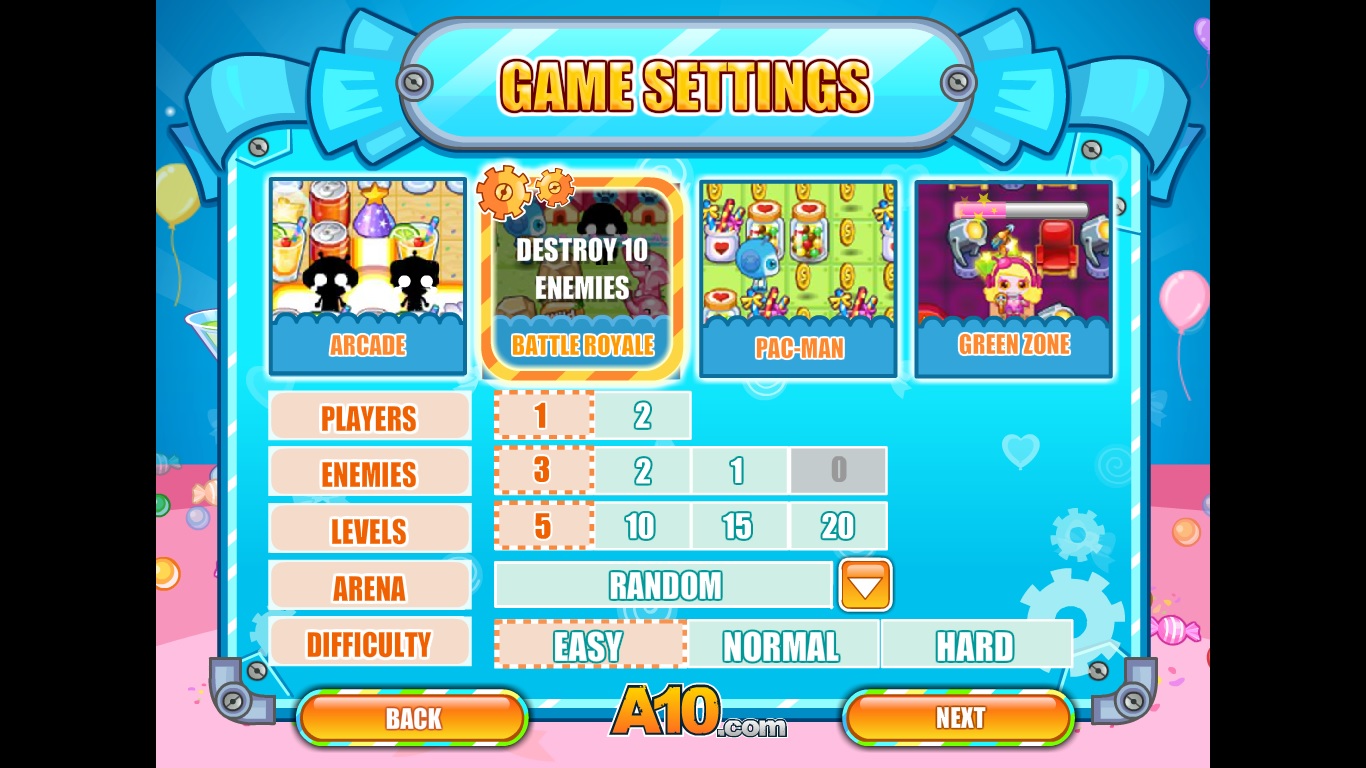 GAME SETTINGS
DESTROY 10
ENEMIES
ARCADE
BATTLE ROYALE
PAC-MAN
GREEN ZONE
PLAYERS 1 2
ENEMIES 3 2 1 0
LEVELS 5 10 15 20
ARENA RANDOM
DIFFICULTY EASY NORMAL HARD
BACK A10.com NEXT